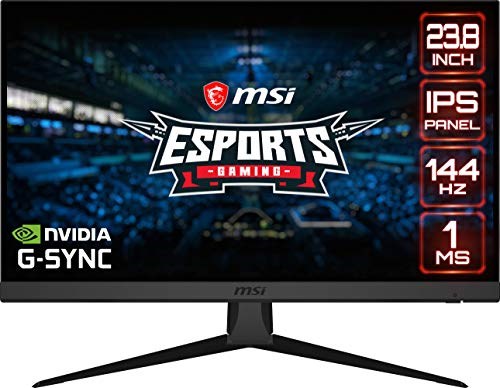 msi
ESPORTS
GAMING
NVIDIA
G-SYNC
23.8
INCH
IPS
PANEL
144
HZ
1
MS
msi